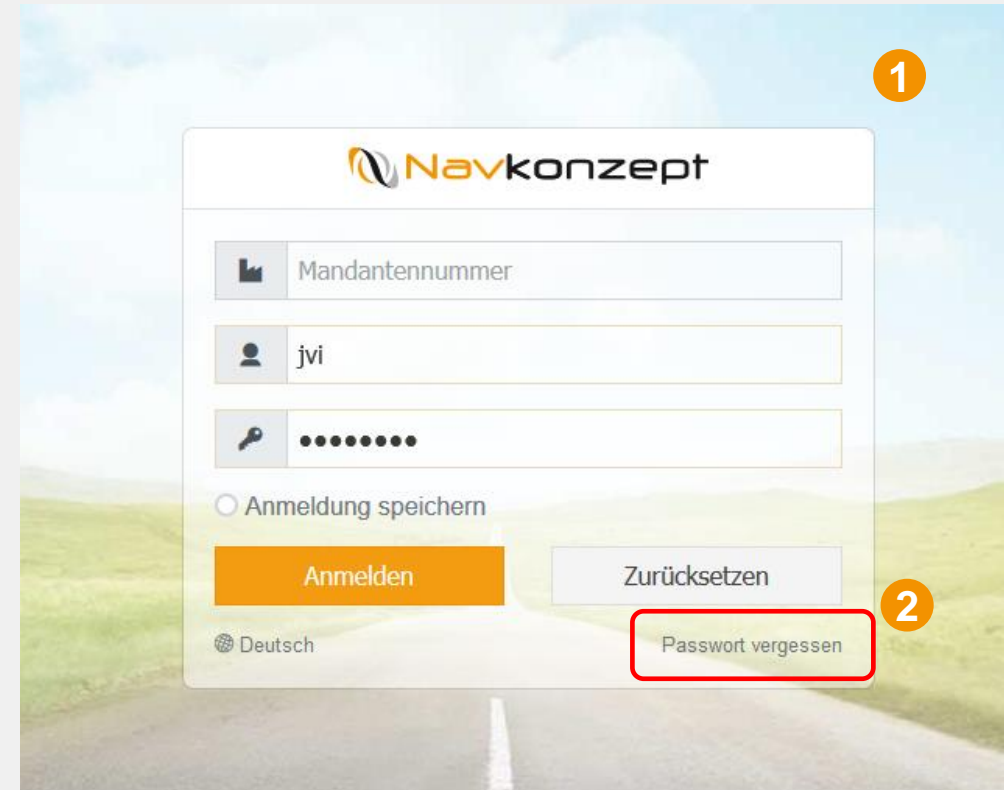 1
Navkonzept
Mandantennummer
jvi
••••••••
Anmeldung speichern
Anmelden
Zurücksetzen
2
Deutsch
Passwort vergessen